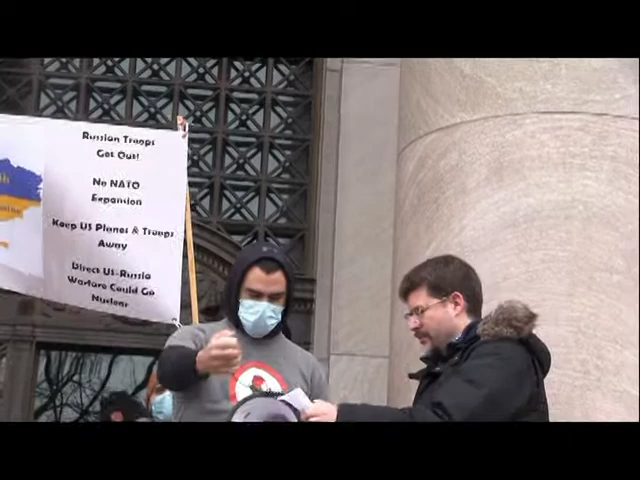 Russian Troops
Get Out!
No NATO
Expansion
Keep US Planes & Troops
Away
Direct US-Russia
Warfare Could Go
Nuclear